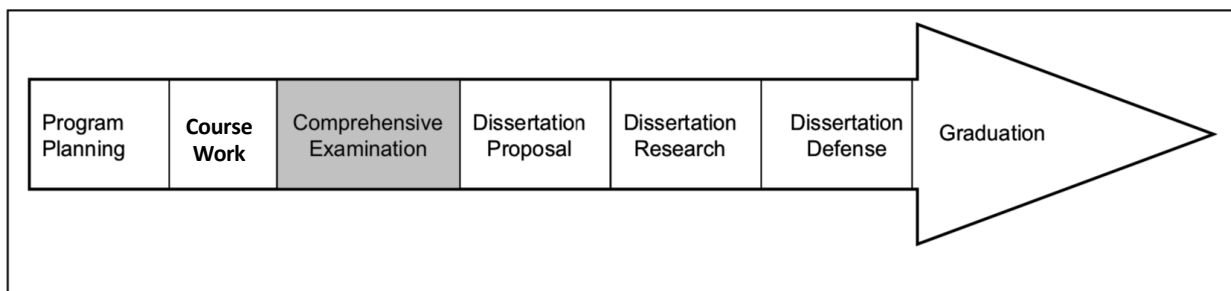 Program
Planning
Course
Work
Comprehensive
Examination
Dissertation
Proposal
Dissertation
Research
Dissertation
Defense
Graduation